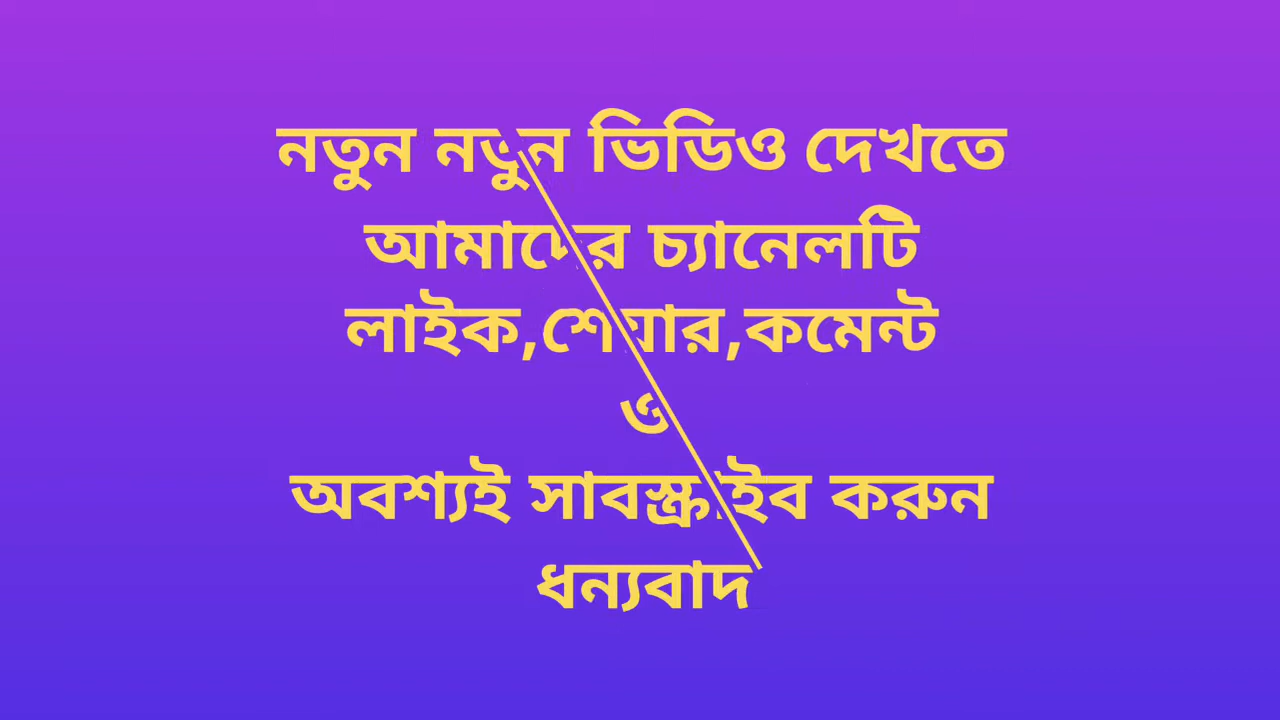 নতুন নতুন ভিডিও দেখতে
আমাদের চ্যানেলটি
লাইক,শেয়ার,কমেন্ট
ও
অবশ্যই সাবস্ক্রাইব করুন
ধন্যবাদ